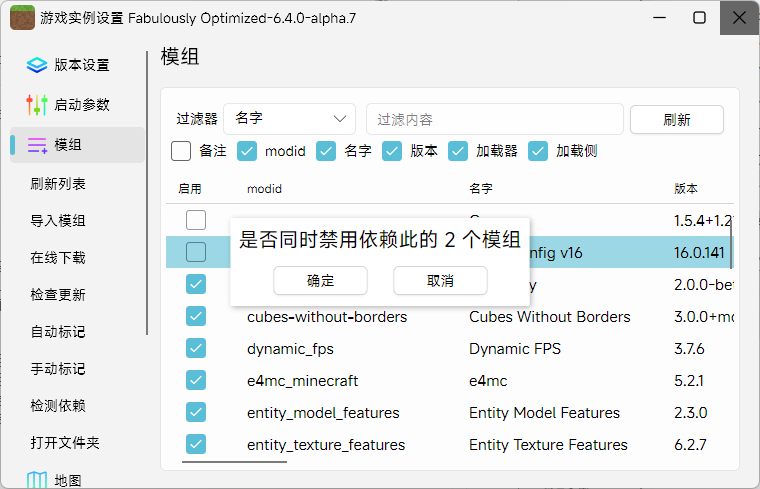 游戏实例设置 Fabulously Optimized-6.4.0-alpha.7
版本设置
启动参数
模组
刷新列表
导入模组
在线下载
检查更新
自动标记
手动标记
检测依赖
打开文件夹
地图
模组
过滤器 名字 过滤内容 刷新
备注 modid 名字 版本 加载器 加载侧
启用 modid 名字 版本
1.5.4+1.2
nfig v16 16.0.141
y 2.0.0-be
是否同时禁用依赖此的 2 个模组
确定 取消
cubes-without-borders Cubes Without Borders 3.0.0+mc
dynamic_fps Dynamic FPS 3.7.6
e4mc_minecraft e4mc 5.2.1
entity_model_features Entity Model Features 2.3.0
entity_texture_features Entity Texture Features 6.2.7